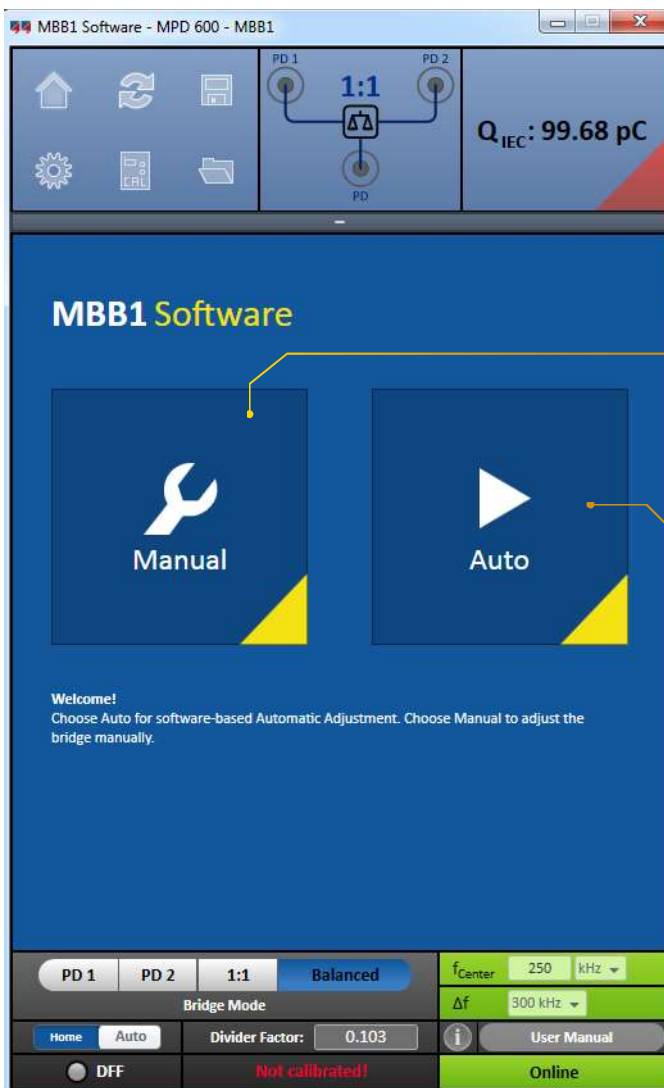 MBB1 Software - MPD 600 - MBB1
PD 1
PD 2
1:1
Q IEC: 99.68 pC
CAL
PD
MBB1 Software
Manual
Auto
Welcome!
Choose Auto for software-based Automatic Adjustment. Choose Manual to adjust the
bridge manually.
PD 1 PD 2 1:1 Balanced
Bridge Mode
fCenter 250 kHz
Δf 300 kHz
Home Auto Divider Factor: 0.103 i User Manual
DFF Not calibrated! Online